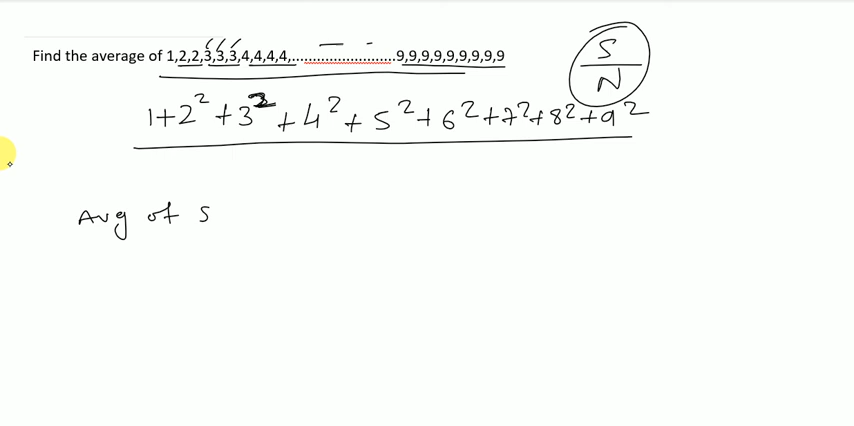 Find the average of 1,2,2,3,3,3,4,4,4,4,..........................9,9,9,9,9,9,9,9,9
S
N
1+2²+3²+4²+5²+6²+7²+8²+9²
Avg of s